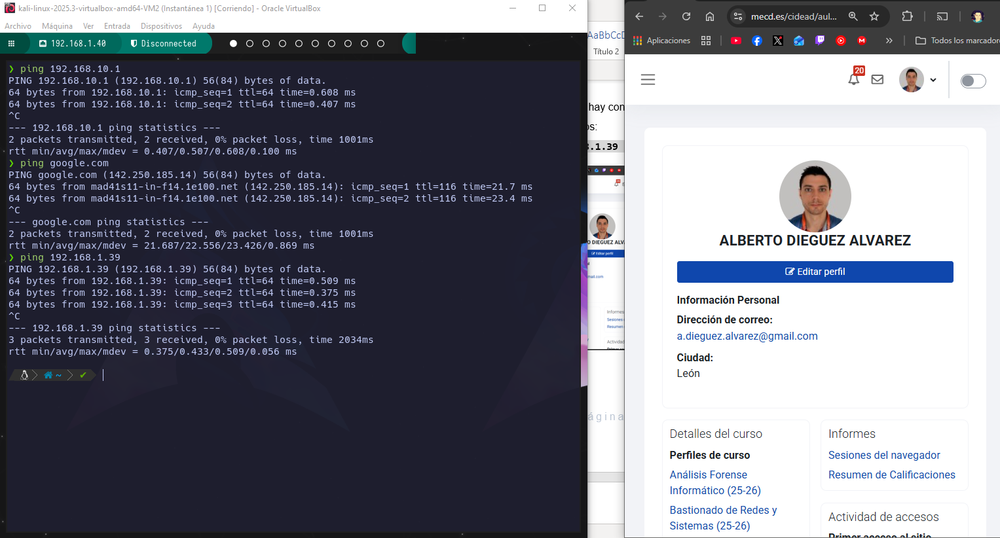 kali-linux-2025.3-virtualbox-amd64-VM2 (Instantánea 1) [Corriendo] - Oracle VirtualBox
Archivo Máquina Ver Entrada Dispositivos Ayuda
192.168.1.40 Disconnected
❯ ping 192.168.10.1
PING 192.168.10.1 (192.168.10.1) 56(84) bytes of data.
64 bytes from 192.168.10.1: icmp_seq=1 ttl=64 time=0.608 ms
64 bytes from 192.168.10.1: icmp_seq=2 ttl=64 time=0.407 ms
^C
--- 192.168.10.1 ping statistics ---
2 packets transmitted, 2 received, 0% packet loss, time 1001ms
rtt min/avg/max/mdev = 0.407/0.507/0.608/0.100 ms
❯ ping google.com
PING google.com (142.250.185.14) 56(84) bytes of data.
64 bytes from mad41s11-in-f14.1e100.net (142.250.185.14): icmp_seq=1 ttl=116 time=21.7 ms
64 bytes from mad41s11-in-f14.1e100.net (142.250.185.14): icmp_seq=2 ttl=116 time=23.4 ms
^C
--- google.com ping statistics ---
2 packets transmitted, 2 received, 0% packet loss, time 1001ms
rtt min/avg/max/mdev = 21.687/22.556/23.426/0.869 ms
❯ ping 192.168.1.39
PING 192.168.1.39 (192.168.1.39) 56(84) bytes of data.
64 bytes from 192.168.1.39: icmp_seq=1 ttl=64 time=0.509 ms
64 bytes from 192.168.1.39: icmp_seq=2 ttl=64 time=0.375 ms
64 bytes from 192.168.1.39: icmp_seq=3 ttl=64 time=0.415 ms
^C
--- 192.168.1.39 ping statistics ---
3 packets transmitted, 3 received, 0% packet loss, time 2034ms
rtt min/avg/max/mdev = 0.375/0.433/0.509/0.056 ms
~ ✔
AaBbCcD
Título 2
hay con
os:
3.1.39
DIEGUEZ ALVAR
Editar perfil
mail.com
Informes
Sesiones
Resumen
Actividad
ágina
mecd.es/cidead/aul...
Aplicaciones
Todos los marcadore
20
ALBERTO DIEGUEZ ALVAREZ
Editar perfil
Información Personal
Dirección de correo:
a.dieguez.alvarez@gmail.com
Ciudad:
León
Detalles del curso
Perfiles de curso
Análisis Forense
Informático (25-26)
Bastionado de Redes y
Sistemas (25-26)
Informes
Sesiones del navegador
Resumen de Calificaciones
Actividad de accesos
Primer acceso al sitio